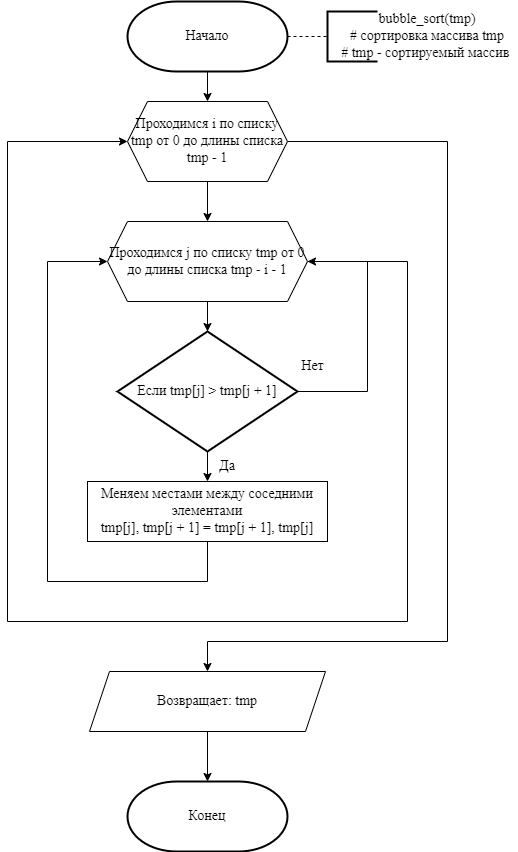 Начало
bubble_sort(tmp)
# сортировка массива tmp
# tmp - сортируемый массив
Проходимся i по списку
tmp от 0 до длины списка
tmp - 1
Проходимся j по списку tmp от 0
до длины списка tmp - i - 1
Нет
Если tmp[j] > tmp[j + 1]
Да
Меняем местами между соседними
элементами
tmp[j], tmp[j + 1] = tmp[j + 1], tmp[j]
Возвращает: tmp
Конец